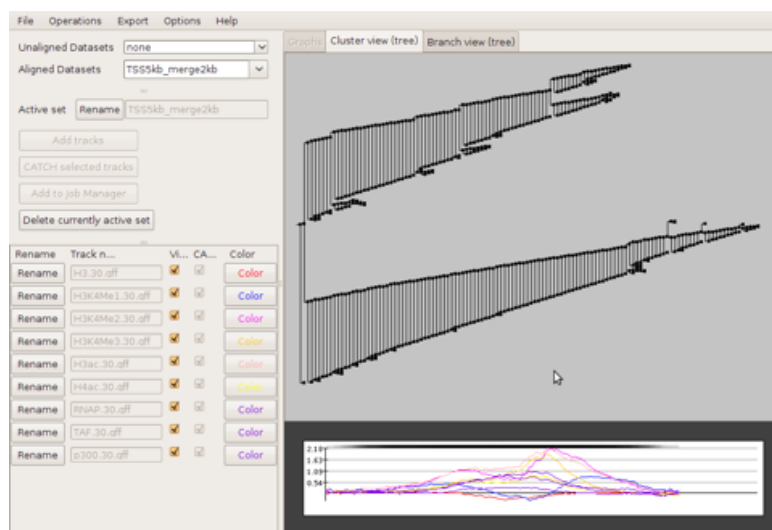 File Operations Export Options Help
Unaligned Datasets none
Aligned Datasets TSS5kb_merge2kb
Graphs Cluster view (tree) Branch view (tree)
Active set Rename TSS5kb_merge2kb
Add tracks
CATCH selected tracks
Add to Job Manager
Delete currently active set
Rename Track n... Vi... CA... Color
Rename H3.30.gff Color
Rename H3K4Me1.30.gff Color
Rename H3K4Me2.30.gff Color
Rename H3K4Me3.30.gff Color
Rename H3ac.30.gff Color
Rename H4ac.30.gff Color
Rename RNAP.30.gff Color
Rename TAF.30.gff Color
Rename p300.30.gff Color
2.18
1.63
1.09
0.54